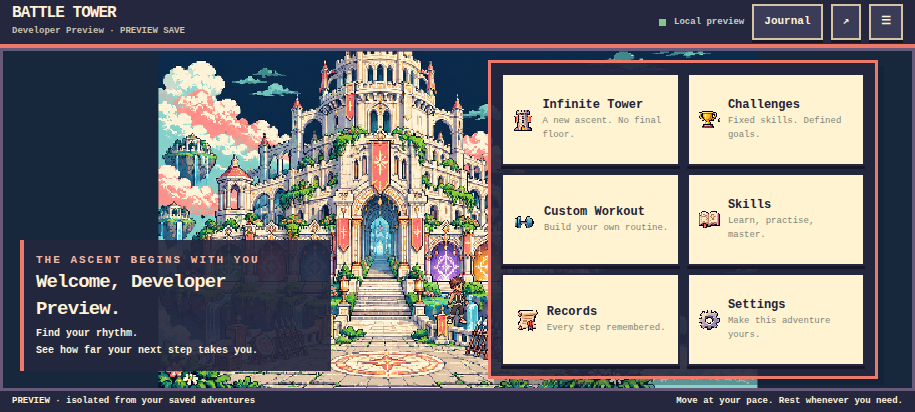 BATTLE TOWER
Developer Preview · PREVIEW SAVE
Local preview
Journal
↗
☰
THE ASCENT BEGINS WITH YOU
Welcome, Developer
Preview.
Find your rhythm.
See how far your next step takes you.
Infinite Tower
A new ascent. No final
floor.
Challenges
Fixed skills. Defined
goals.
Custom Workout
Build your own routine.
Skills
Learn, practise,
master.
Records
Every step remembered.
Settings
Make this adventure
yours.
PREVIEW · isolated from your saved adventures
Move at your pace. Rest whenever you need.